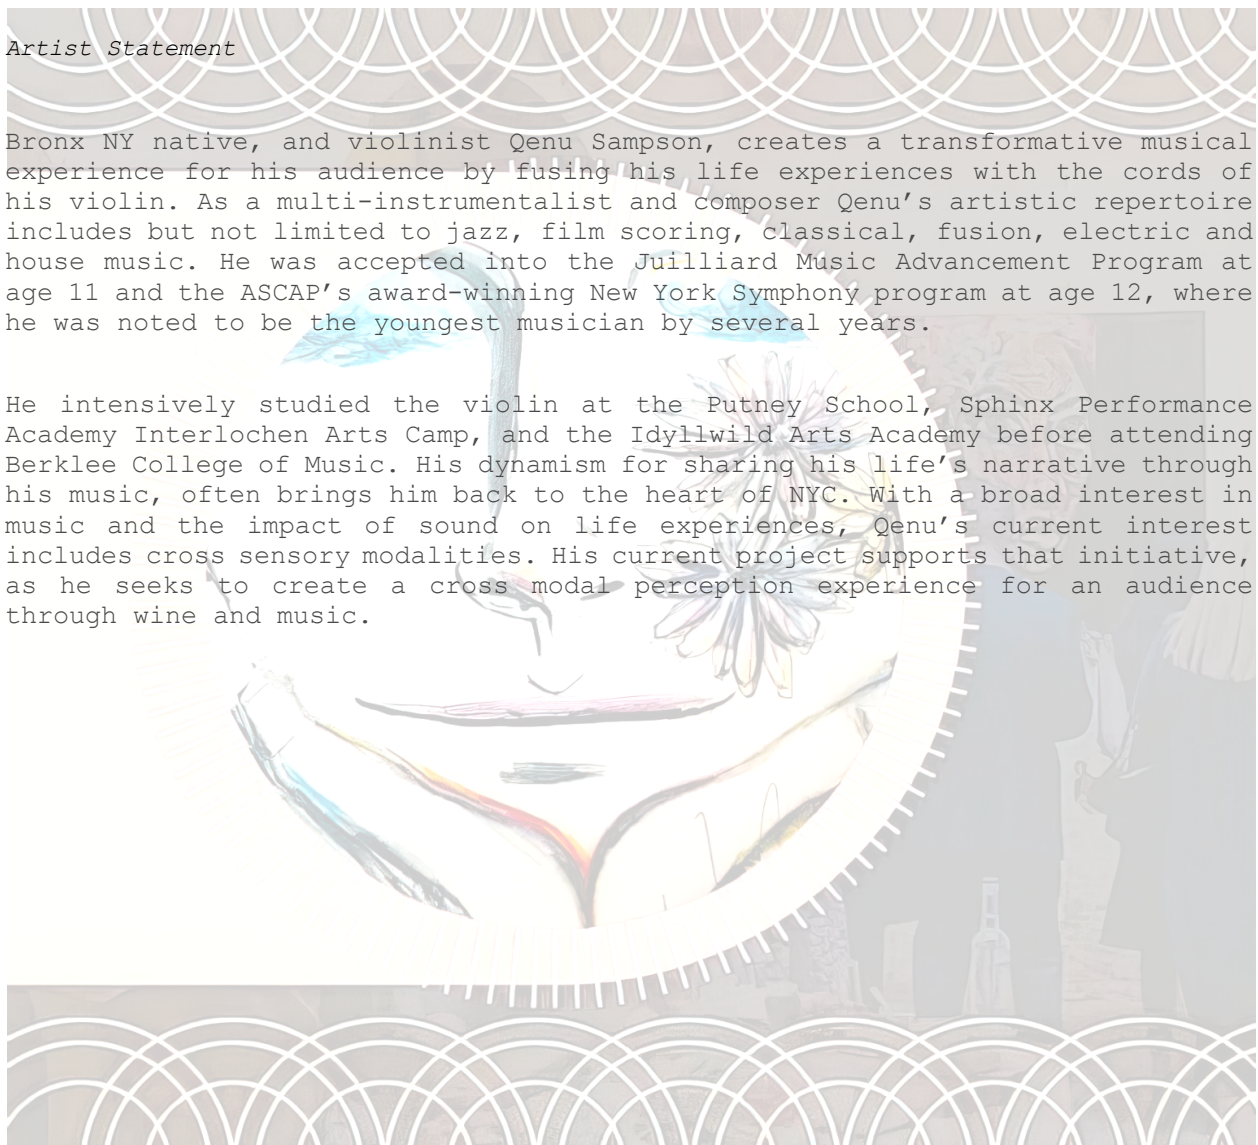 Artist Statement
Bronx NY native, and violinist Qenu Sampson, creates a transformative musical
experience for his audience by fusing his life experiences with the cords of
his violin. As a multi-instrumentalist and composer Qenu’s artistic repertoire
includes but not limited to jazz, film scoring, classical, fusion, electric and
house music. He was accepted into the Juilliard Music Advancement Program at
age 11 and the ASCAP’s award-winning New York Symphony program at age 12, where
he was noted to be the youngest musician by several years.
He intensively studied the violin at the Putney School, Sphinx Performance
Academy Interlochen Arts Camp, and the Idyllwild Arts Academy before attending
Berklee College of Music. His dynamism for sharing his life’s narrative through
his music, often brings him back to the heart of NYC. With a broad interest in
music and the impact of sound on life experiences, Qenu’s current interest
includes cross sensory modalities. His current project supports that initiative,
as he seeks to create a cross modal perception experience for an audience
through wine and music.